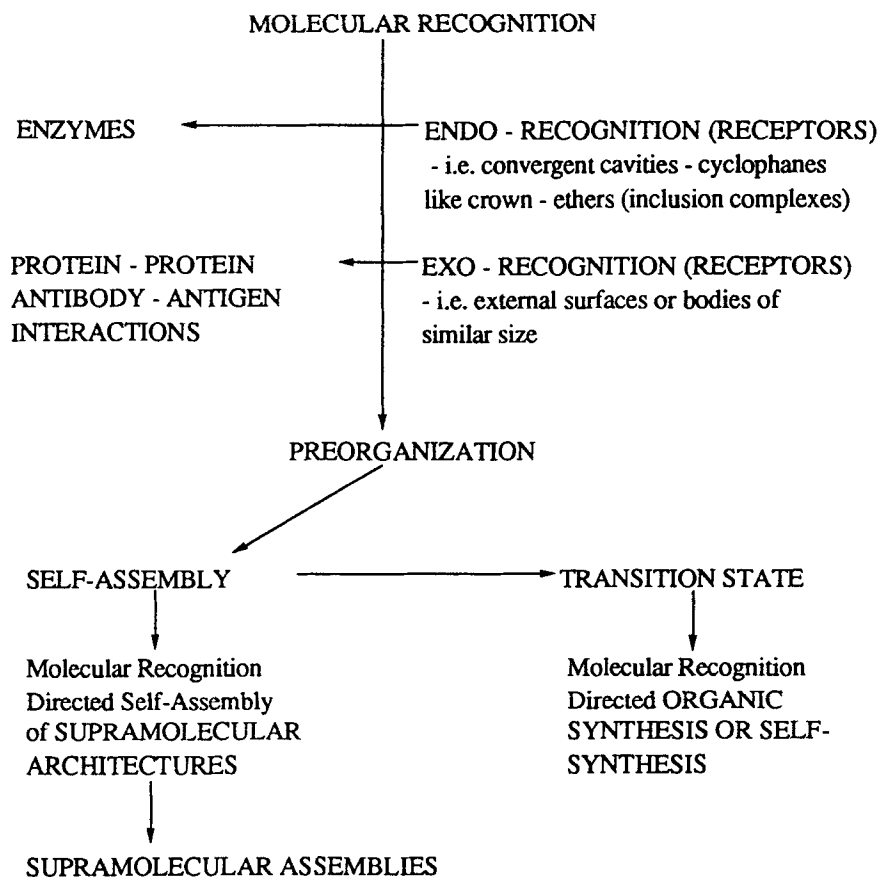 MOLECULAR RECOGNITION
ENZYMES
ENDO - RECOGNITION (RECEPTORS)
- i.e. convergent cavities - cyclophanes
like crown - ethers (inclusion complexes)
PROTEIN - PROTEIN
ANTIBODY - ANTIGEN
INTERACTIONS
EXO - RECOGNITION (RECEPTORS)
- i.e. external surfaces or bodies of
similar size
PREORGANIZATION
SELF-ASSEMBLY
TRANSITION STATE
Molecular Recognition
Directed Self-Assembly
of SUPRAMOLECULAR
ARCHITECTURES
Molecular Recognition
Directed ORGANIC
SYNTHESIS OR SELF-
SYNTHESIS
SUPRAMOLECULAR ASSEMBLIES